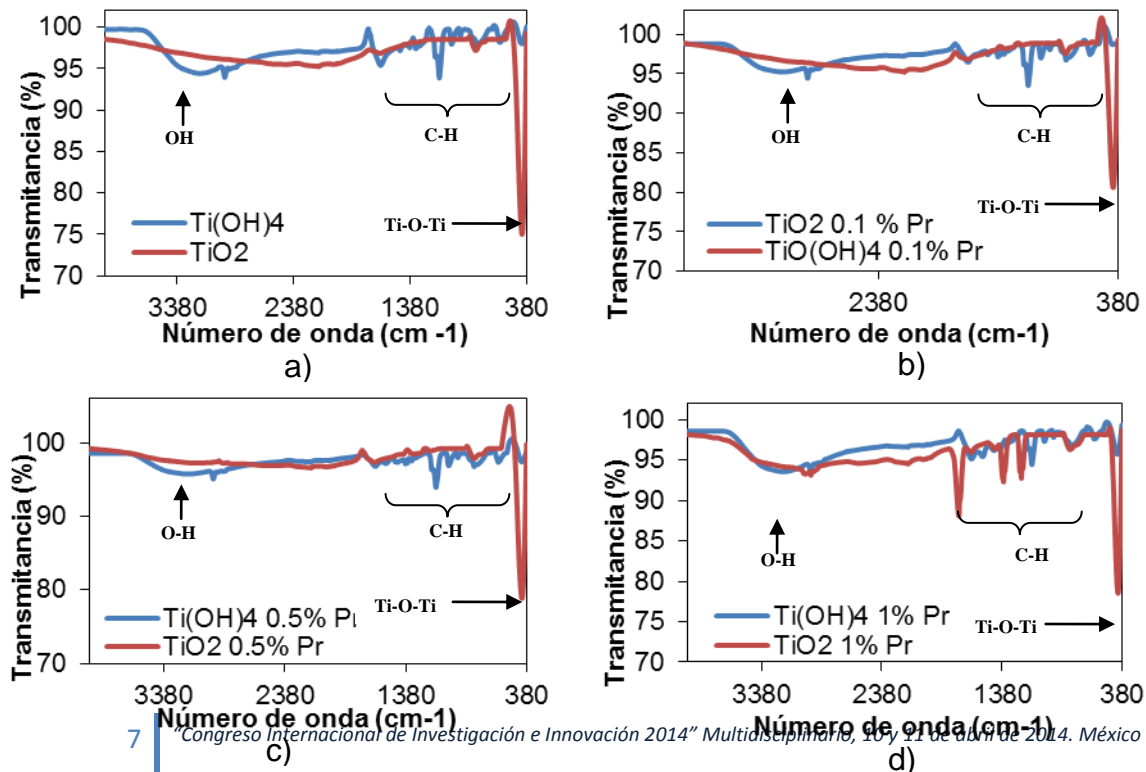 100
95
90
85
80
75
70
Transmitancia (%)
OH
C-H
Ti-O-Ti
Ti(OH)4
TiO2
3380 2380 1380 380
Número de onda (cm -1)
a)
100
95
90
85
80
75
70
Transmitancia (%)
OH
C-H
Ti-O-Ti
TiO2 0.1 % Pr
TiO(OH)4 0.1% Pr
2380 380
Número de onda (cm-1)
b)
100
90
80
70
Transmitancia (%)
O-H
C-H
Ti-O-Ti
Ti(OH)4 0.5% Pr
TiO2 0.5% Pr
3380 2380 1380 380
Número de onda (cm-1)
c)
100
95
90
85
80
75
70
Transmitancia (%)
O-H
C-H
Ti-O-Ti
Ti(OH)4 1% Pr
TiO2 1% Pr
3380 2380 1380 380
Número de onda (cm-1)
d)
7 "Congreso Internacional de Investigación e Innovación 2014" Multidisciplinario, 10 y 11 de abril de 2014. México